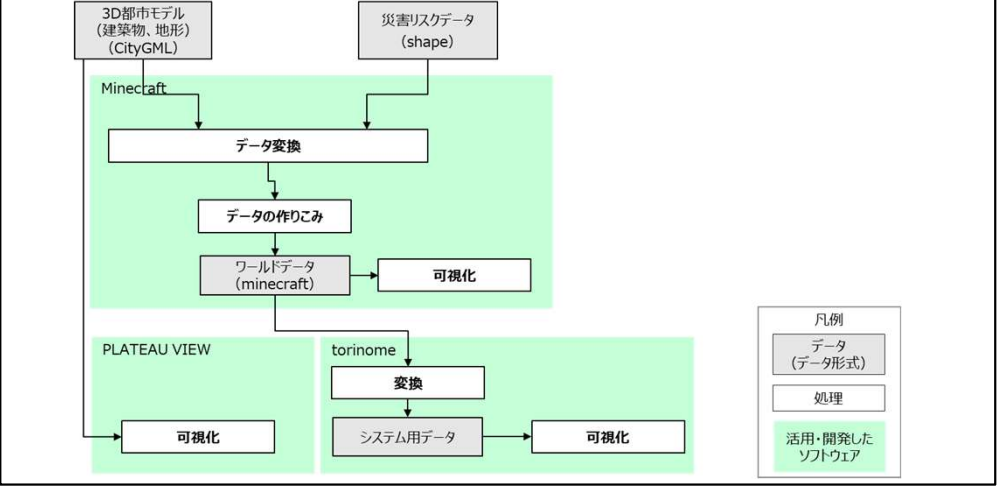 3D都市モデル
(建築物、地形)
(CityGML)
災害リスクデータ
(shape)
Minecraft
データ変換
データの作りこみ
ワールドデータ
(minecraft)
可視化
PLATEAU VIEW
可視化
torinome
変換
システム用データ
可視化
凡例
データ
(データ形式)
処理
活用・開発した
ソフトウェア